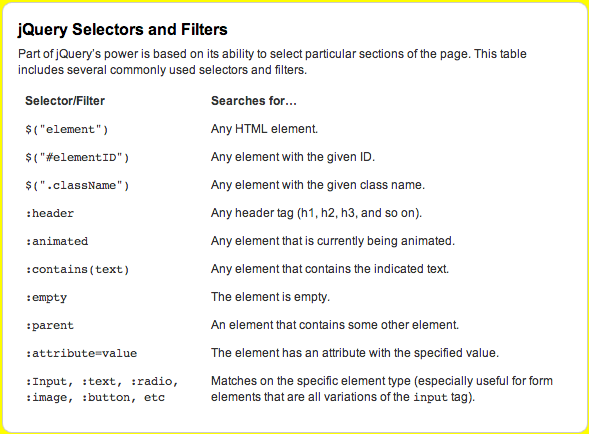 jQuery Selectors and Filters
Part of jQuery's power is based on its ability to select particular sections of the page. This table
includes several commonly used selectors and filters.
Selector/Filter Searches for…
$("element") Any HTML element.
$("#elementID") Any element with the given ID.
$(".className") Any element with the given class name.
:header Any header tag (h1, h2, h3, and so on).
:animated Any element that is currently being animated.
:contains(text) Any element that contains the indicated text.
:empty The element is empty.
:parent An element that contains some other element.
:attribute=value The element has an attribute with the specified value.
:Input, :text, :radio, Matches on the specific element type (especially useful for form
:image, :button, etc elements that are all variations of the input tag).